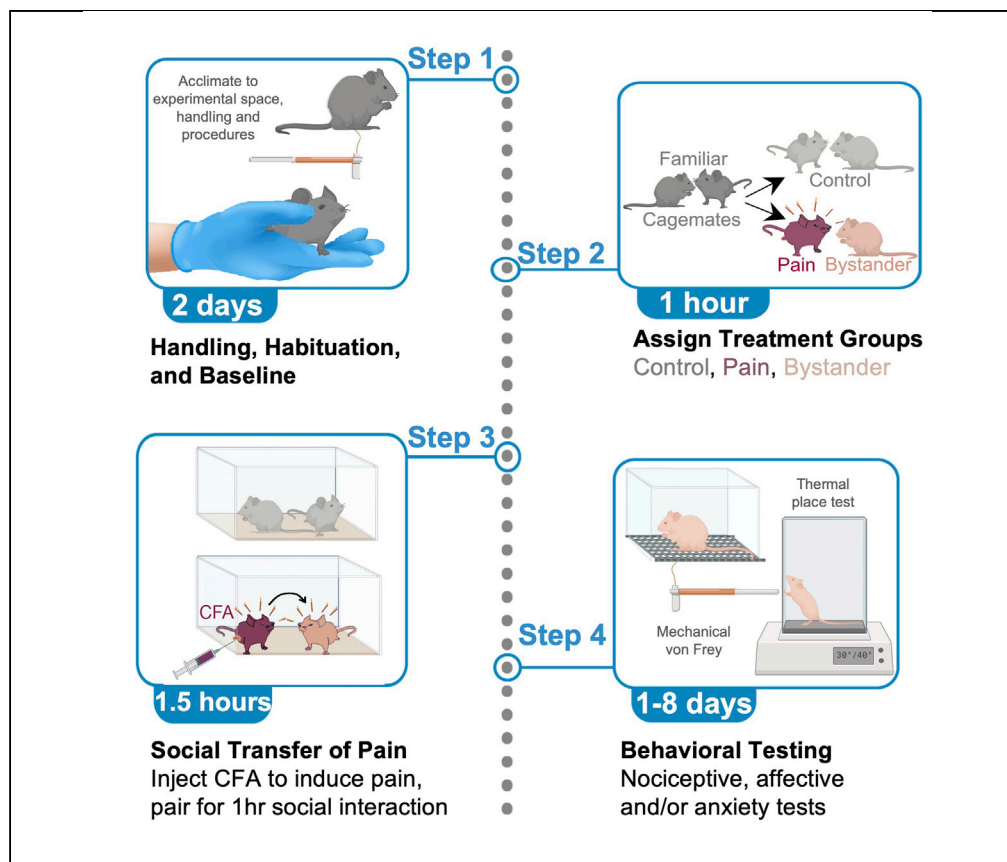 Step 1
Acclimate to
experimental space,
handling and
procedures
2 days
Handling, Habituation,
and Baseline
Step 2
Familiar
Cagemates
Control
Pain Bystander
1 hour
Assign Treatment Groups
Control, Pain, Bystander
Step 3
CFA
1.5 hours
Social Transfer of Pain
Inject CFA to induce pain,
pair for 1hr social interaction
Step 4
Thermal
place test
Mechanical
von Frey
30°/40°
1-8 days
Behavioral Testing
Nociceptive, affective
and/or anxiety tests